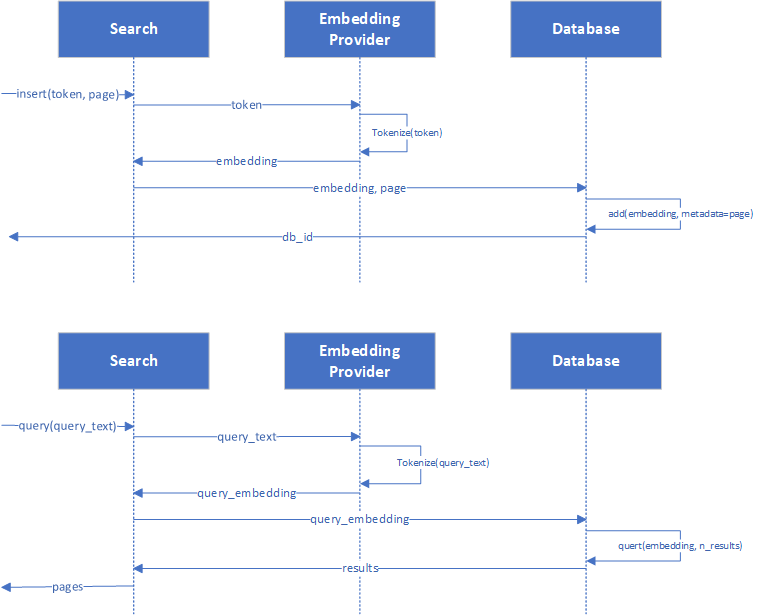 Search
Embedding
Provider
Database
insert(token, page)
token
Tokenize(token)
embedding
embedding, page
add(embedding, metadata=page)
db_id
Search
Embedding
Provider
Database
query(query_text)
query_text
Tokenize(query_text)
query_embedding
query_embedding
quert(embedding, n_results)
results
pages